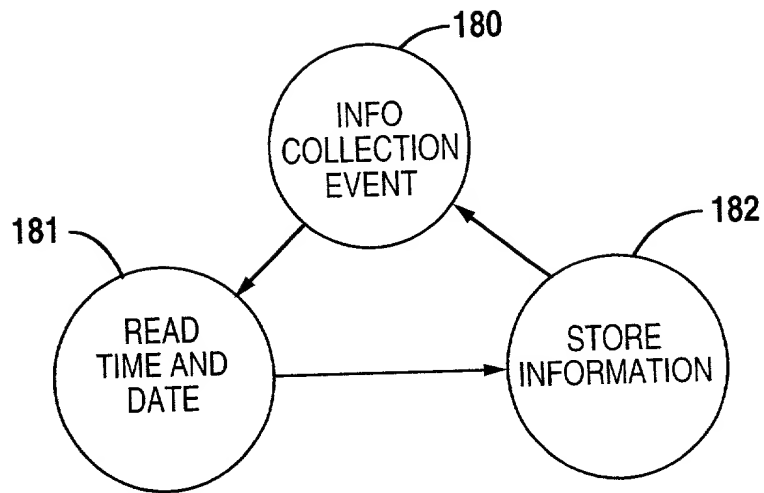 180
INFO
COLLECTION
EVENT
181
READ
TIME AND
DATE
182
STORE
INFORMATION